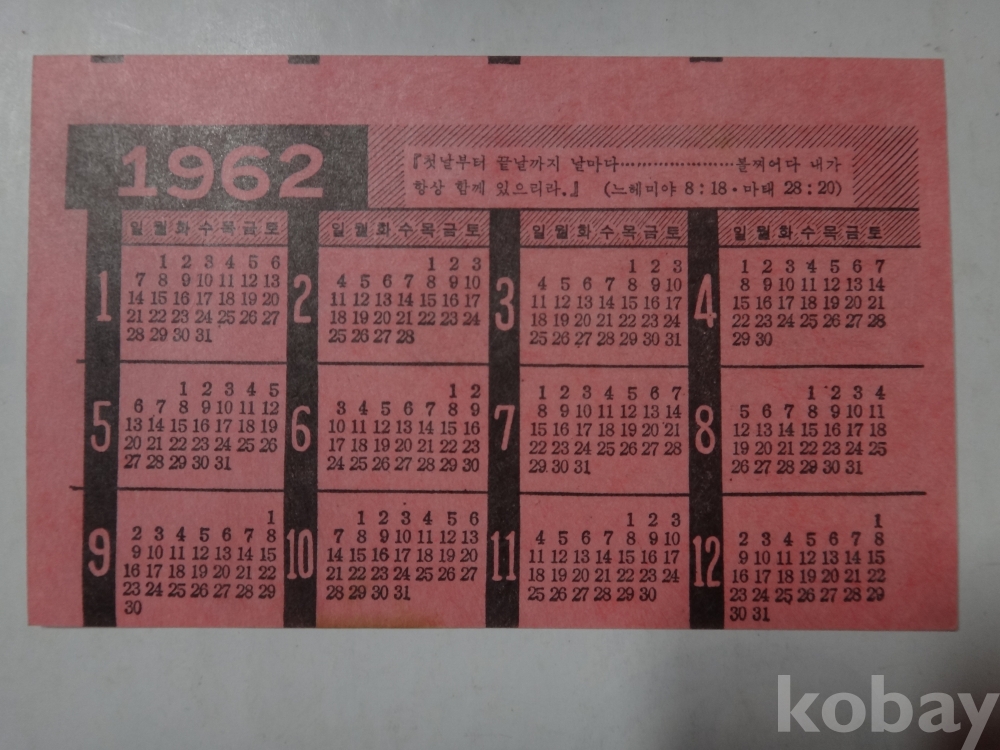 1962
『첫날부터 끝날까지 날마다…………………볼찌어다 내가
항상 함께 있으리라.』 (느헤미야 8:18·마태 28:20)
일월화수목금토 일월화수목금토 일월화수목금토 일월화수목금토
1
1 2 3 4 5 6
7 8 9 10 11 12 13
14 15 16 17 18 19 20
21 22 23 24 25 26 27
28 29 30 31
2
1 2 3
4 5 6 7 8 9 10
11 12 13 14 15 16 17
18 19 20 21 22 23 24
25 26 27 28
3
1 2 3
4 5 6 7 8 9 10
11 12 13 14 15 16 17
18 19 20 21 22 23 24
25 26 27 28 29 30 31
4
1 2 3 4 5 6 7
8 9 10 11 12 13 14
15 16 17 18 19 20 21
22 23 24 25 26 27 28
29 30
5
1 2 3 4 5
6 7 8 9 10 11 12
13 14 15 16 17 18 19
20 21 22 23 24 25 26
27 28 29 30 31
6
1 2
3 4 5 6 7 8 9
10 11 12 13 14 15 16
17 18 19 20 21 22 23
24 25 26 27 28 29 30
7
1 2 3 4 5 6 7
8 9 10 11 12 13 14
15 16 17 18 19 20 21
22 23 24 25 26 27 28
29 30 31
8
1 2 3 4
5 6 7 8 9 10 11
12 13 14 15 16 17 18
19 20 21 22 23 24 25
26 27 28 29 30 31
9
1
2 3 4 5 6 7 8
9 10 11 12 13 14 15
16 17 18 19 20 21 22
23 24 25 26 27 28 29
30
10
1 2 3 4 5 6
7 8 9 10 11 12 13
14 15 16 17 18 19 20
21 22 23 24 25 26 27
28 29 30 31
11
1 2 3
4 5 6 7 8 9 10
11 12 13 14 15 16 17
18 19 20 21 22 23 24
25 26 27 28 29 30
12
1
2 3 4 5 6 7 8
9 10 11 12 13 14 15
16 17 18 19 20 21 22
23 24 25 26 27 28 29
30 31
kobay